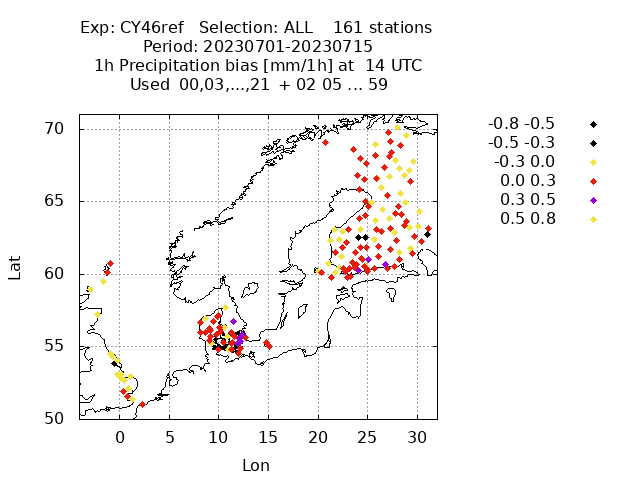 Exp: CY46ref   Selection: ALL    161 stations
Period: 20230701-20230715
1h Precipitation bias [mm/1h] at  14 UTC
Used  00,03,...,21  + 02 05 ... 59
-0.8 -0.5
-0.5 -0.3
-0.3 0.0
0.0 0.3
0.3 0.5
0.5 0.8
70
65
60
55
50
Lat
0 5 10 15 20 25 30
Lon